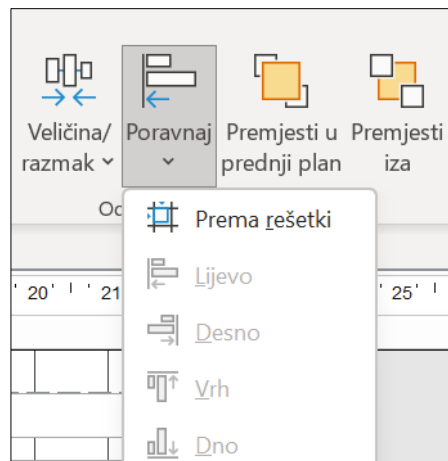 Veličina/ Poravnaj Premjesti u Premjesti
razmak prednji plan iza
Prema rešetki
20 21 25
Lijevo
Desno
Vrh
Dno